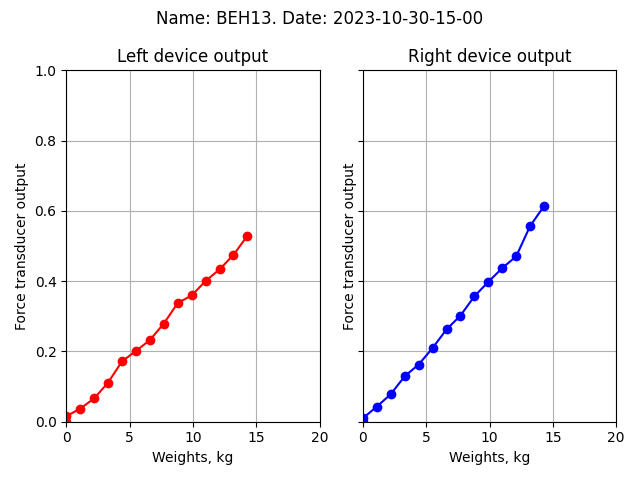 Name: BEH13. Date: 2023-10-30-15-00
Left device output
Right device output
1.0
0.8
0.6
0.4
0.2
0.0
Force transducer output
Force transducer output
0 5 10 15 20
0 5 10 15 20
Weights, kg
Weights, kg